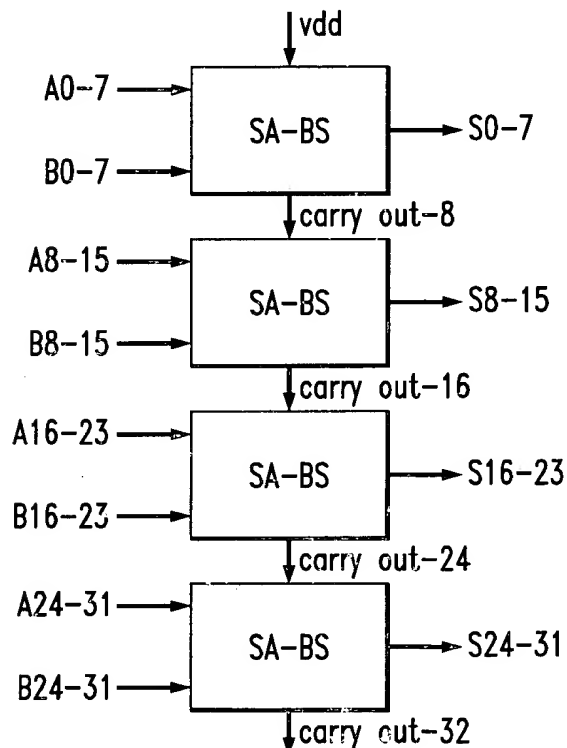 vdd
A0-7
SA-BS
S0-7
B0-7
carry out-8
A8-15
SA-BS
S8-15
B8-15
carry out-16
A16-23
SA-BS
S16-23
B16-23
carry out-24
A24-31
SA-BS
S24-31
B24-31
carry out-32